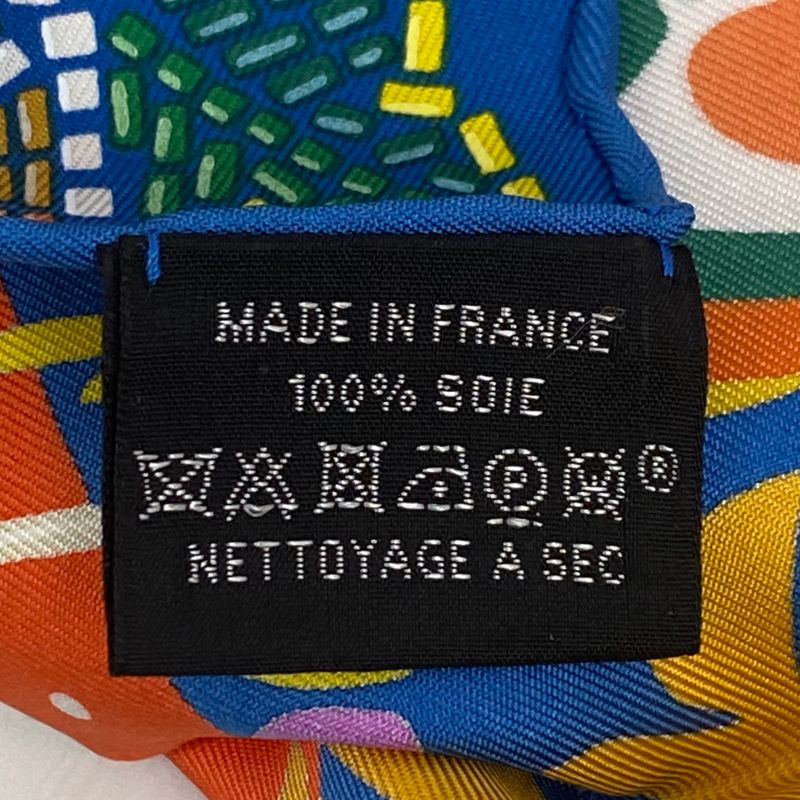 MADE IN FRANCE
100% SOIE
P ®
NETTOYAGE A SEC